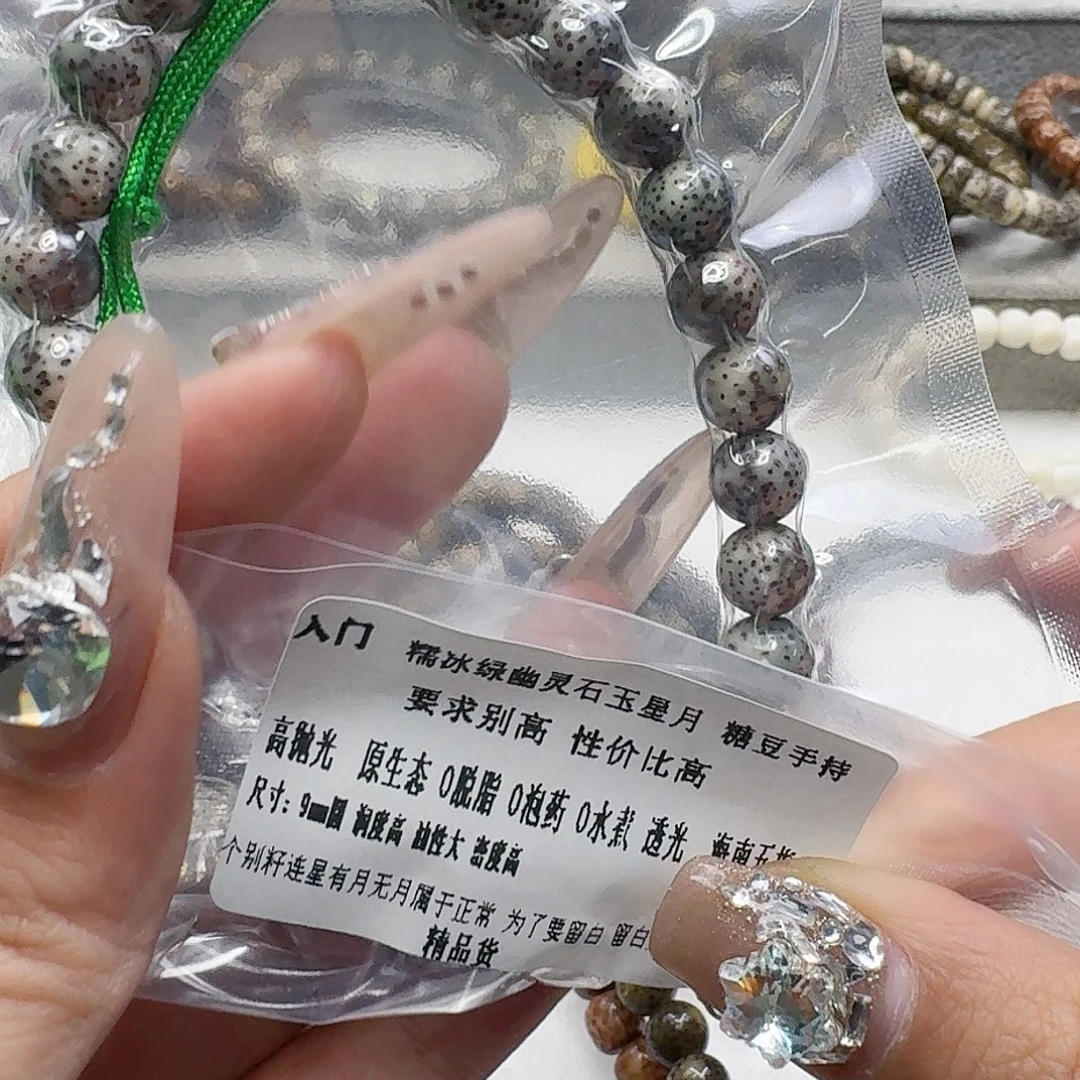 入门 糯冰绿幽灵石玉星月 糖豆手持
要求别高 性价比高
高抛光 原生态 0脱脂 0泡药 0水煮 透光 海南五指
尺寸：9mm圆 润度高 油性大 密度高
个别籽连星有月无月属于正常 为了要留白 留白
精品货